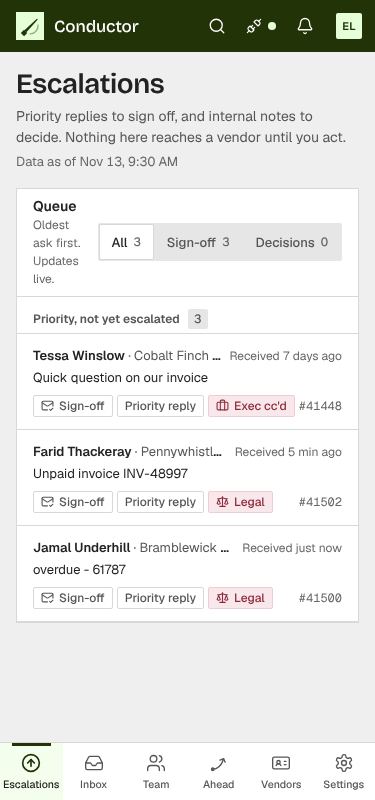 Conductor
EL
Escalations
Priority replies to sign off, and internal notes to
decide. Nothing here reaches a vendor until you act.
Data as of Nov 13, 9:30 AM
Queue
Oldest
ask first.
Updates
live.
All 3 Sign-off 3 Decisions 0
Priority, not yet escalated 3
Tessa Winslow · Cobalt Finch ... Received 7 days ago
Quick question on our invoice
Sign-off Priority reply Exec cc'd #41448
Farid Thackeray · Pennywhistl... Received 5 min ago
Unpaid invoice INV-48997
Sign-off Priority reply Legal #41502
Jamal Underhill · Bramblewick ... Received just now
overdue - 61787
Sign-off Priority reply Legal #41500
Escalations Inbox Team Ahead Vendors Settings